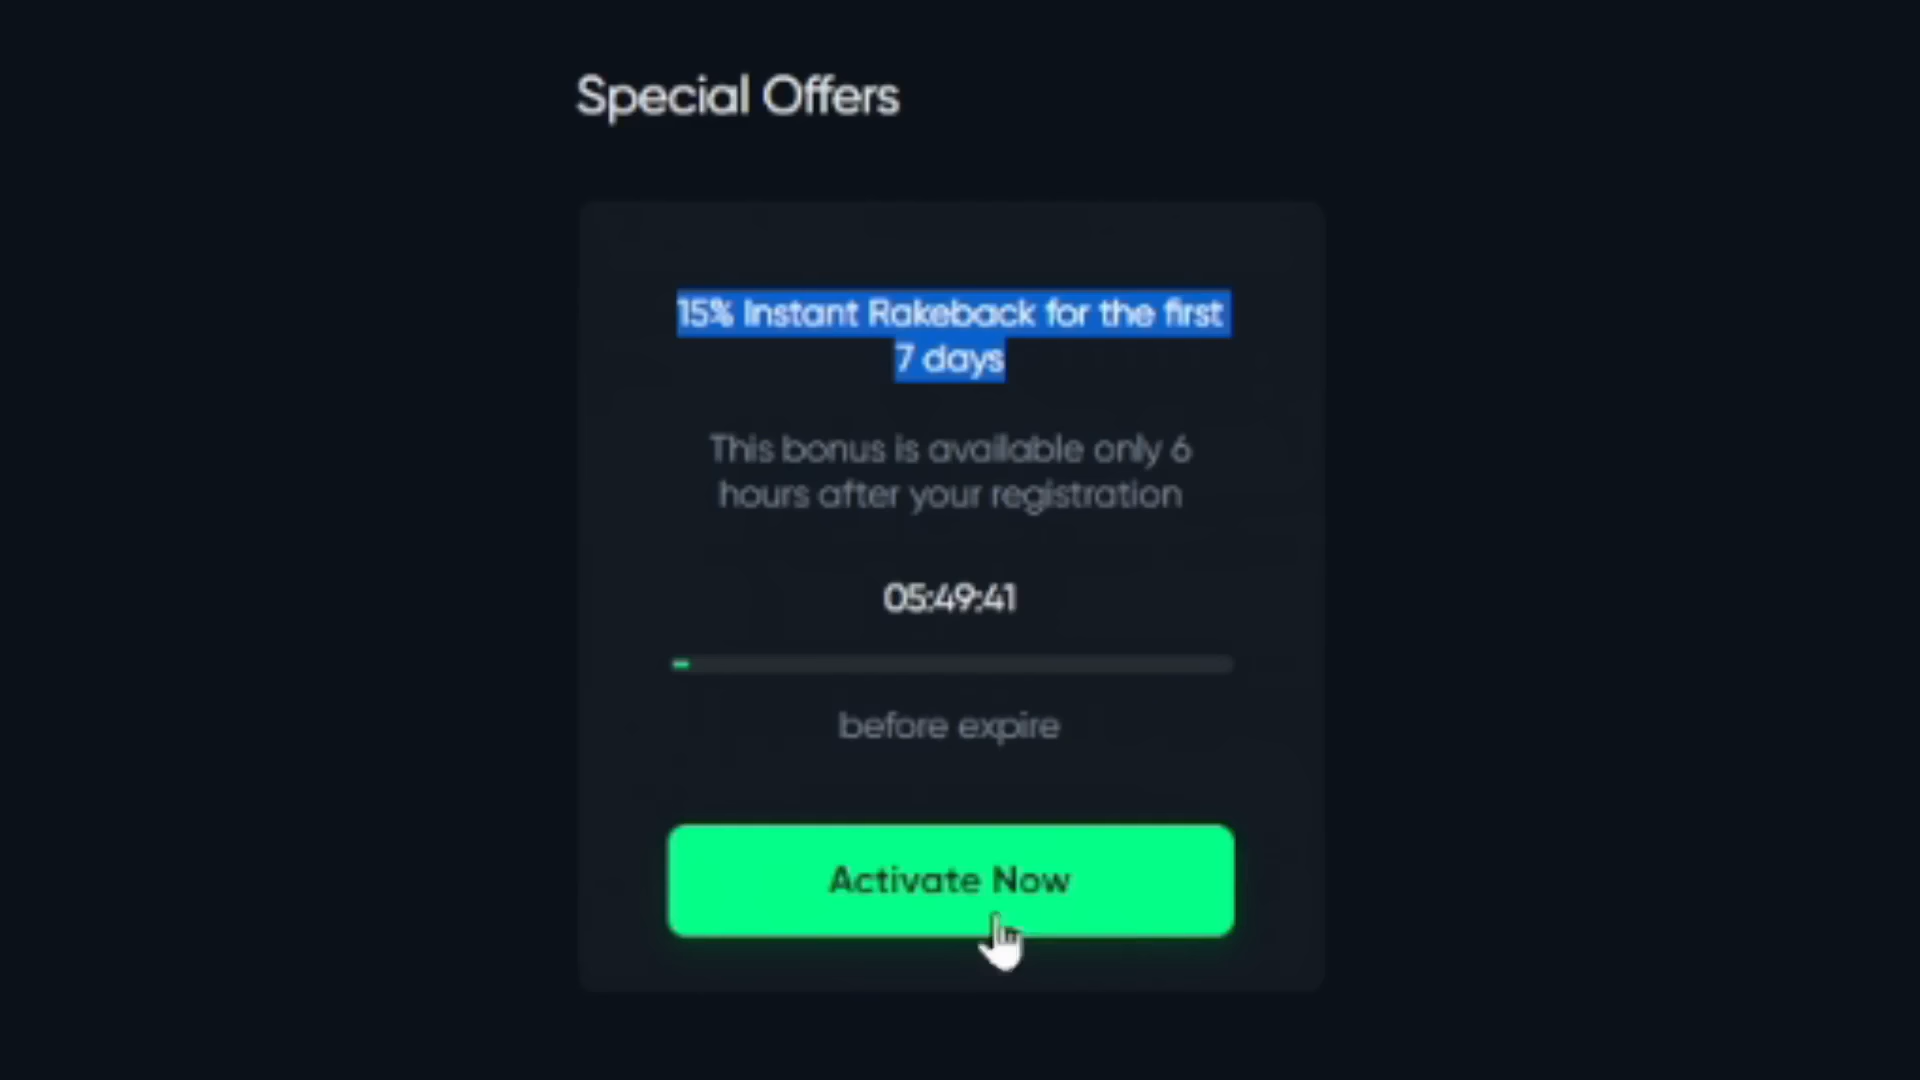 Special Offers
15% Instant Rakeback for the first
7 days
This bonus is available only 6
hours after your registration
05:49:41
before expire
Activate Now